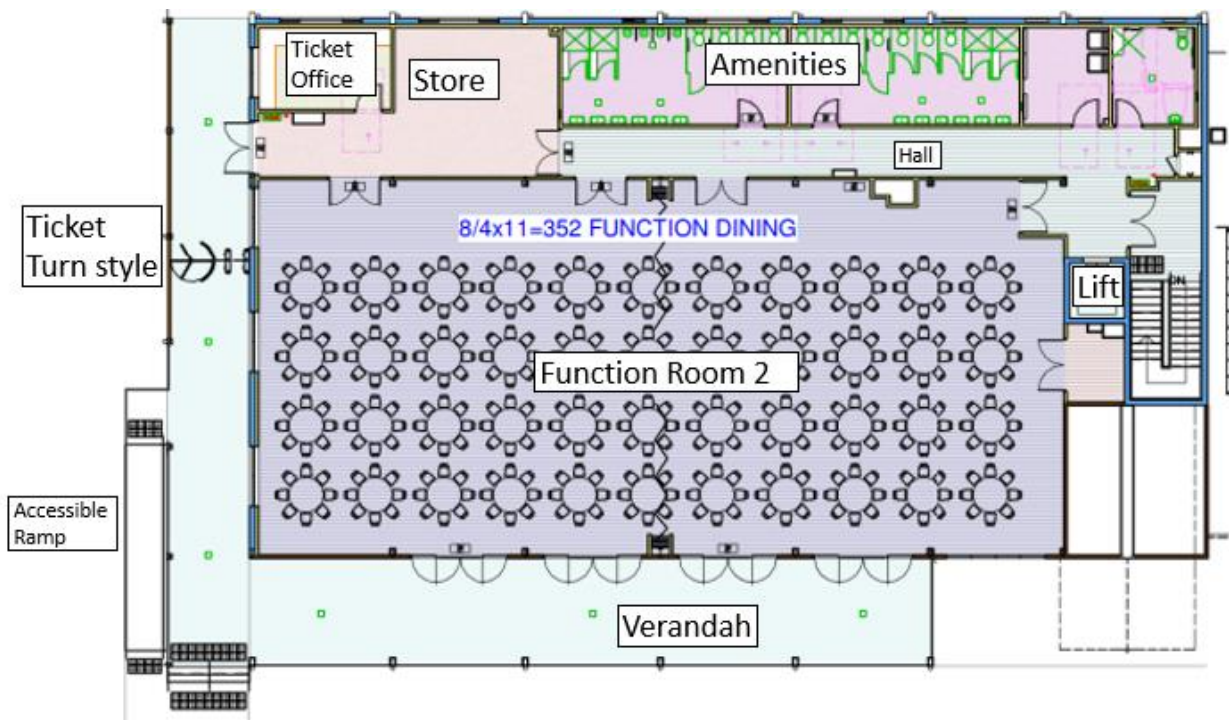 Ticket
Office
Store
Amenities
Hall
Ticket
Turn style
8/4x11=352 FUNCTION DINING
DN
Lift
Function Room 2
Accessible
Ramp
Verandah